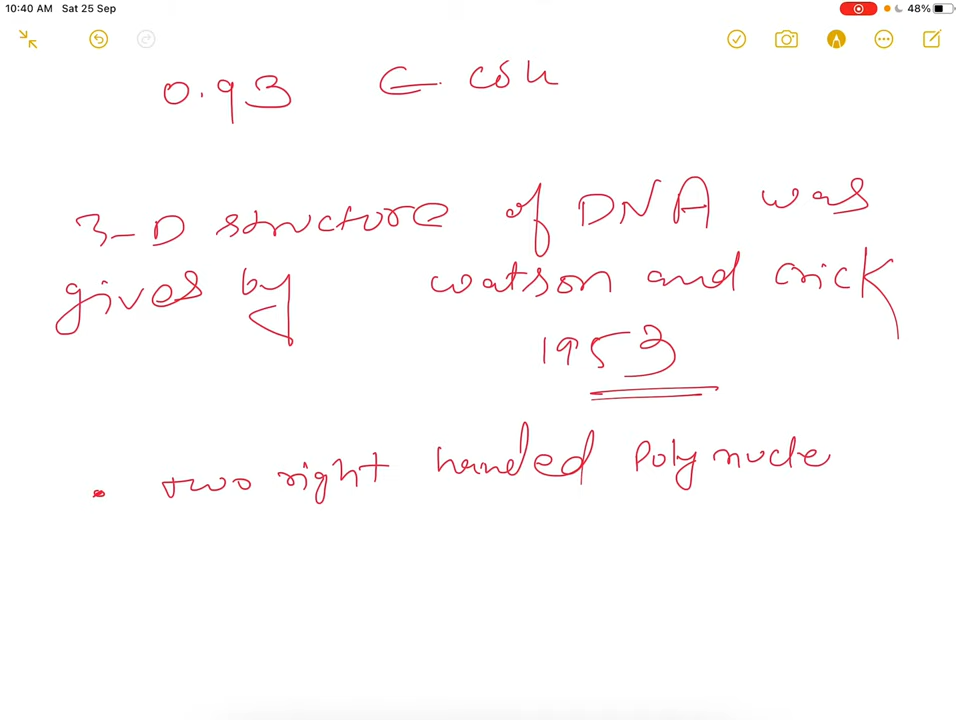 10:40 AM Sat 25 Sep 48%
0.93 E. coli
3-D structure of DNA was
gives by watson and crick
1953
• two right handed Polynucle